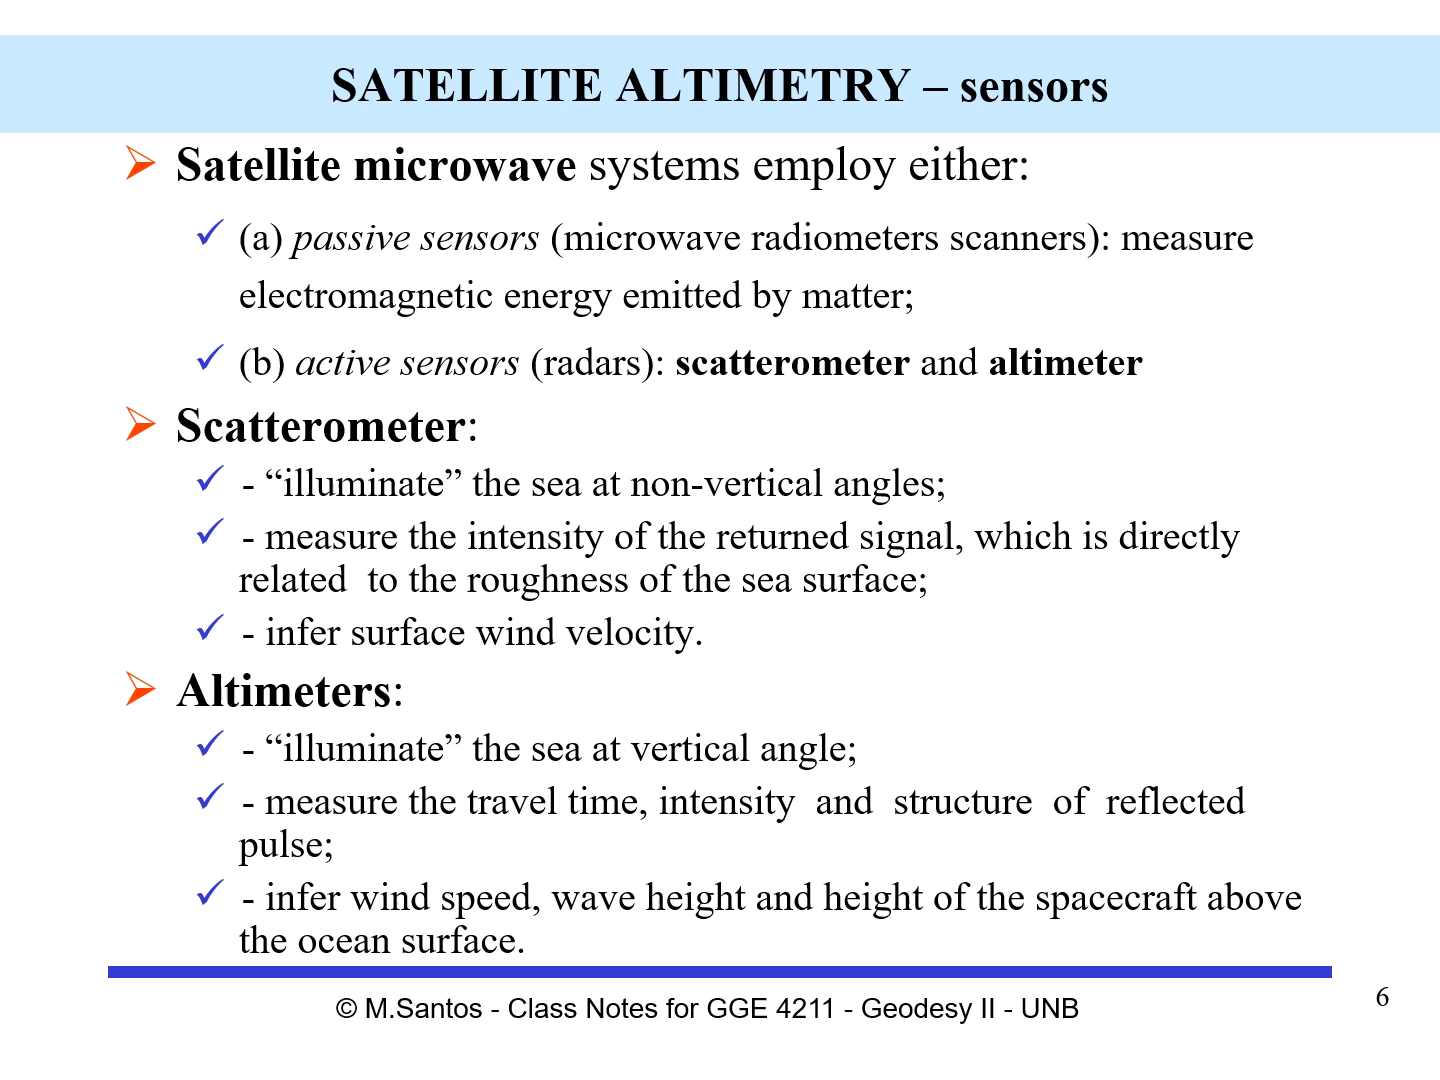 SATELLITE ALTIMETRY – sensors
Satellite microwave systems employ either:
(a) passive sensors (microwave radiometers scanners): measure
electromagnetic energy emitted by matter;
(b) active sensors (radars): scatterometer and altimeter
Scatterometer:
- “illuminate” the sea at non-vertical angles;
- measure the intensity of the returned signal, which is directly
related  to the roughness of the sea surface;
- infer surface wind velocity.
Altimeters:
- “illuminate” the sea at vertical angle;
- measure the travel time, intensity  and  structure  of  reflected
pulse;
- infer wind speed, wave height and height of the spacecraft above
the ocean surface.
© M.Santos - Class Notes for GGE 4211 - Geodesy II - UNB
6